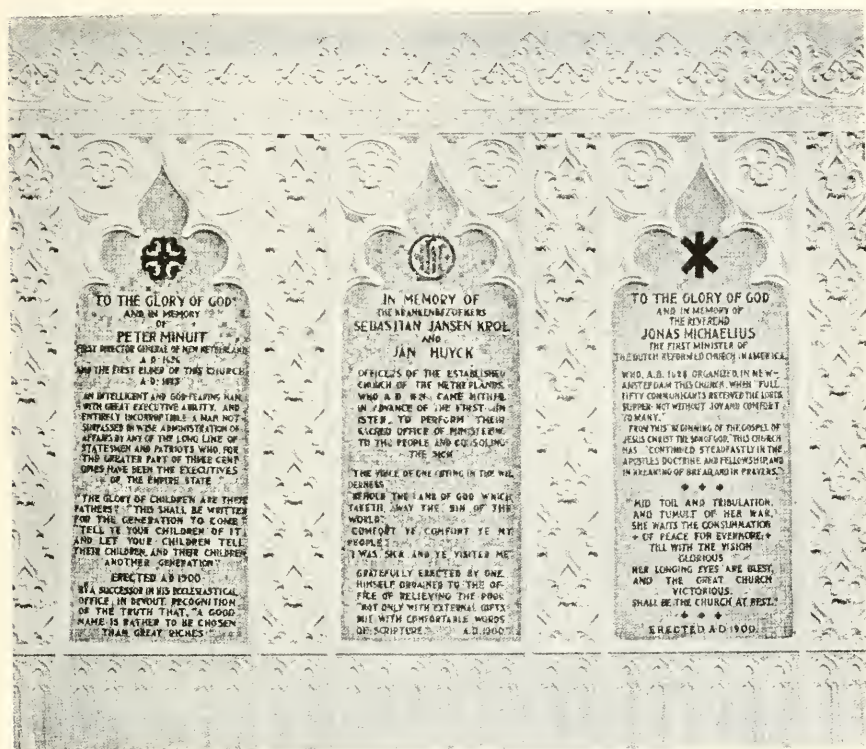 TO THE GLORY OF GOD
AND IN MEMORY
OF
PETER MINUIT
FIRST DIRECTOR GENERAL OF NEW NETHERLAND
A·D·
AND THE FIRST ELDER OF THIS CHURCH
A·D·
AN INTELLIGENT AND GOD-FEARING MAN
WITH GREAT EXECUTIVE ABILITY, AND
ENTIRELY INCORRUPTIBLE. A MAN NOT
SURPASSED IN WISE ADMINISTRATION OF
AFFAIRS BY ANY OF THE LONG LINE OF
STATESMEN AND PATRIOTS WHO, FOR
THE GREATER PART OF THREE CENT
URIES HAVE BEEN THE EXECUTIVES
OF THE EMPIRE STATE
"THE GLORY OF CHILDREN ARE THEIR
FATHERS" "THIS SHALL BE WRITTEN
FOR THE GENERATION TO COME"
"TELL YE YOUR CHILDREN OF IT,
AND LET YOUR CHILDREN TELL
THEIR CHILDREN, AND THEIR CHILDREN
ANOTHER GENERATION"
ERECTED A·D 1900
BY A SUCCESSOR IN HIS ECCLESIASTICAL
OFFICE, IN DEVOUT RECOGNITION
OF THE TRUTH THAT, "A GOOD
NAME IS RATHER TO BE CHOSEN
THAN GREAT RICHES"
IN MEMORY OF
THE KRANKENBEZOEKERS
SEBASTIAN JANSEN KROL
AND
JAN HUYCK
OFFICERS OF THE ESTABLISHED
CHURCH OF THE NETHERLANDS,
WHO A.D. CAME HITHER
IN ADVANCE OF THE FIRST MIN
ISTER, TO PERFORM THEIR
SACRED OFFICE OF MINISTERING
TO THE PEOPLE AND CONSOLING
THE SICK
"THE VOICE OF ONE CRYING IN THE WIL
DERNESS"
"BEHOLD THE LAMB OF GOD WHICH
TAKETH AWAY THE SIN OF THE
WORLD"
"COMFORT YE COMFORT YE MY
PEOPLE"
"I WAS SICK AND YE VISITED ME"
GRATEFULLY ERECTED BY ONE
HIMSELF ORDAINED TO THE OF-
FICE OF RELIEVING THE POOR
"NOT ONLY WITH EXTERNAL GIFTS
BUT WITH COMFORTABLE WORDS
OF SCRIPTURE" A.D. 1900
TO THE GLORY OF GOD
AND IN MEMORY OF
THE REVEREND
JONAS MICHAELIUS
THE FIRST MINISTER OF
THE DUTCH REFORMED CHURCH IN AMERICA,
WHO, A.D. 1628 ORGANIZED, IN NEW-
AMSTERDAM THIS CHURCH, WHEN "FULL
FIFTY COMMUNICANTS RECEIVED THE LORDS
SUPPER NOT WITHOUT JOY AND COMFORT
TO MANY."
FROM THIS BEGINNING OF THE GOSPEL OF
JESUS CHRIST THE SON OF GOD, THIS CHURCH
HAS "CONTINUED STEADFASTLY IN THE
APOSTLES DOCTRINE AND FELLOWSHIP, AND
IN BREAKING OF BREAD, AND IN PRAYERS."
"MID TOIL AND TRIBULATION,
AND TUMULT OF HER WAR,
SHE WAITS THE CONSUMMATION
OF PEACE FOR EVERMORE;
TILL WITH THE VISION
GLORIOUS
HER LONGING EYES ARE BLEST,
AND THE GREAT CHURCH
VICTORIOUS,
SHALL BE THE CHURCH AT REST."
ERECTED A·D 1900